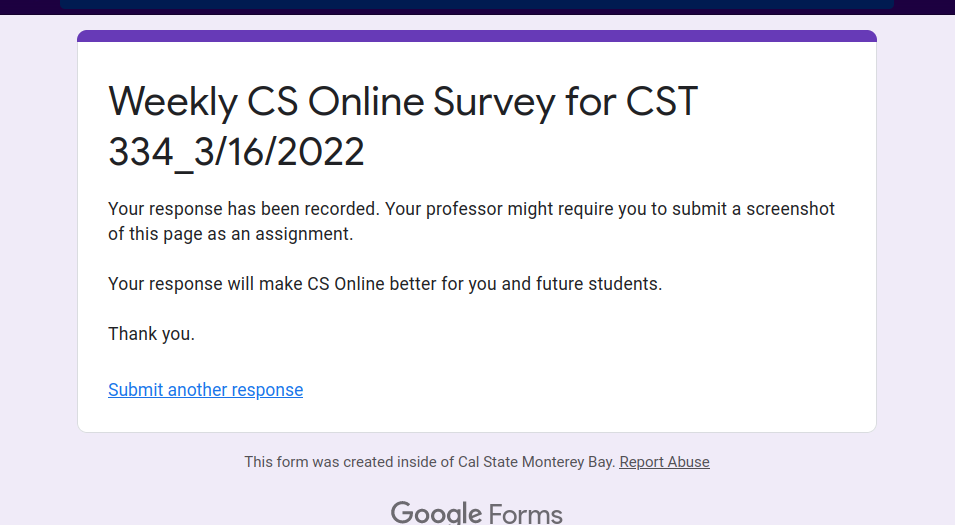 Weekly CS Online Survey for CST
334_3/16/2022
Your response has been recorded. Your professor might require you to submit a screenshot
of this page as an assignment.
Your response will make CS Online better for you and future students.
Thank you.
Submit another response
This form was created inside of Cal State Monterey Bay. Report Abuse
Google Forms